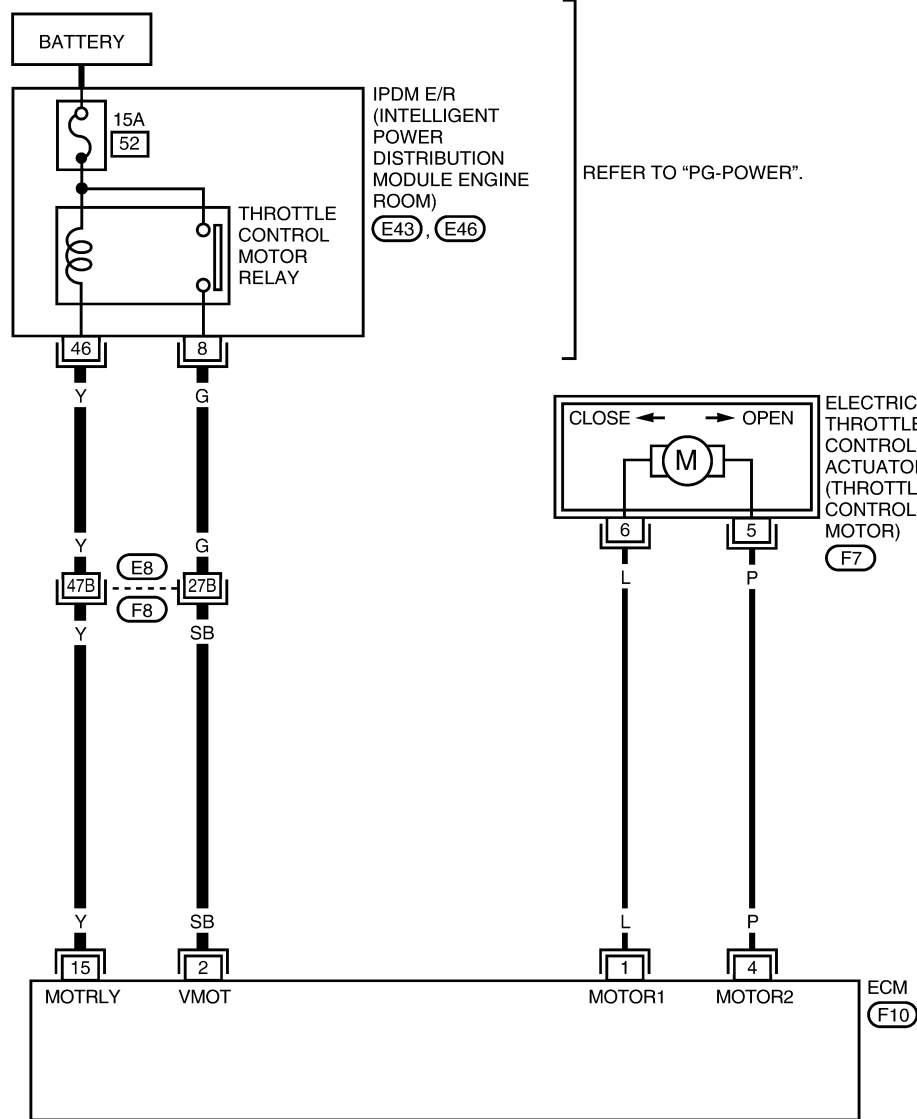 BATTERY
15A
52
IPDM E/R
(INTELLIGENT
POWER
DISTRIBUTION
MODULE ENGINE
ROOM)
E43 , E46
REFER TO “PG-POWER”.
THROTTLE
CONTROL
MOTOR
RELAY
46
8
Y
G
CLOSE
OPEN
M
ELECTRIC
THROTTLE
CONTROL
ACTUATOR
(THROTTL
CONTROL
MOTOR)
F7
6
5
Y
G
L
P
47B
E8
F8
27B
Y
SB
Y
SB
L
P
15
2
1
4
MOTRLY
VMOT
MOTOR1
MOTOR2
ECM
F10